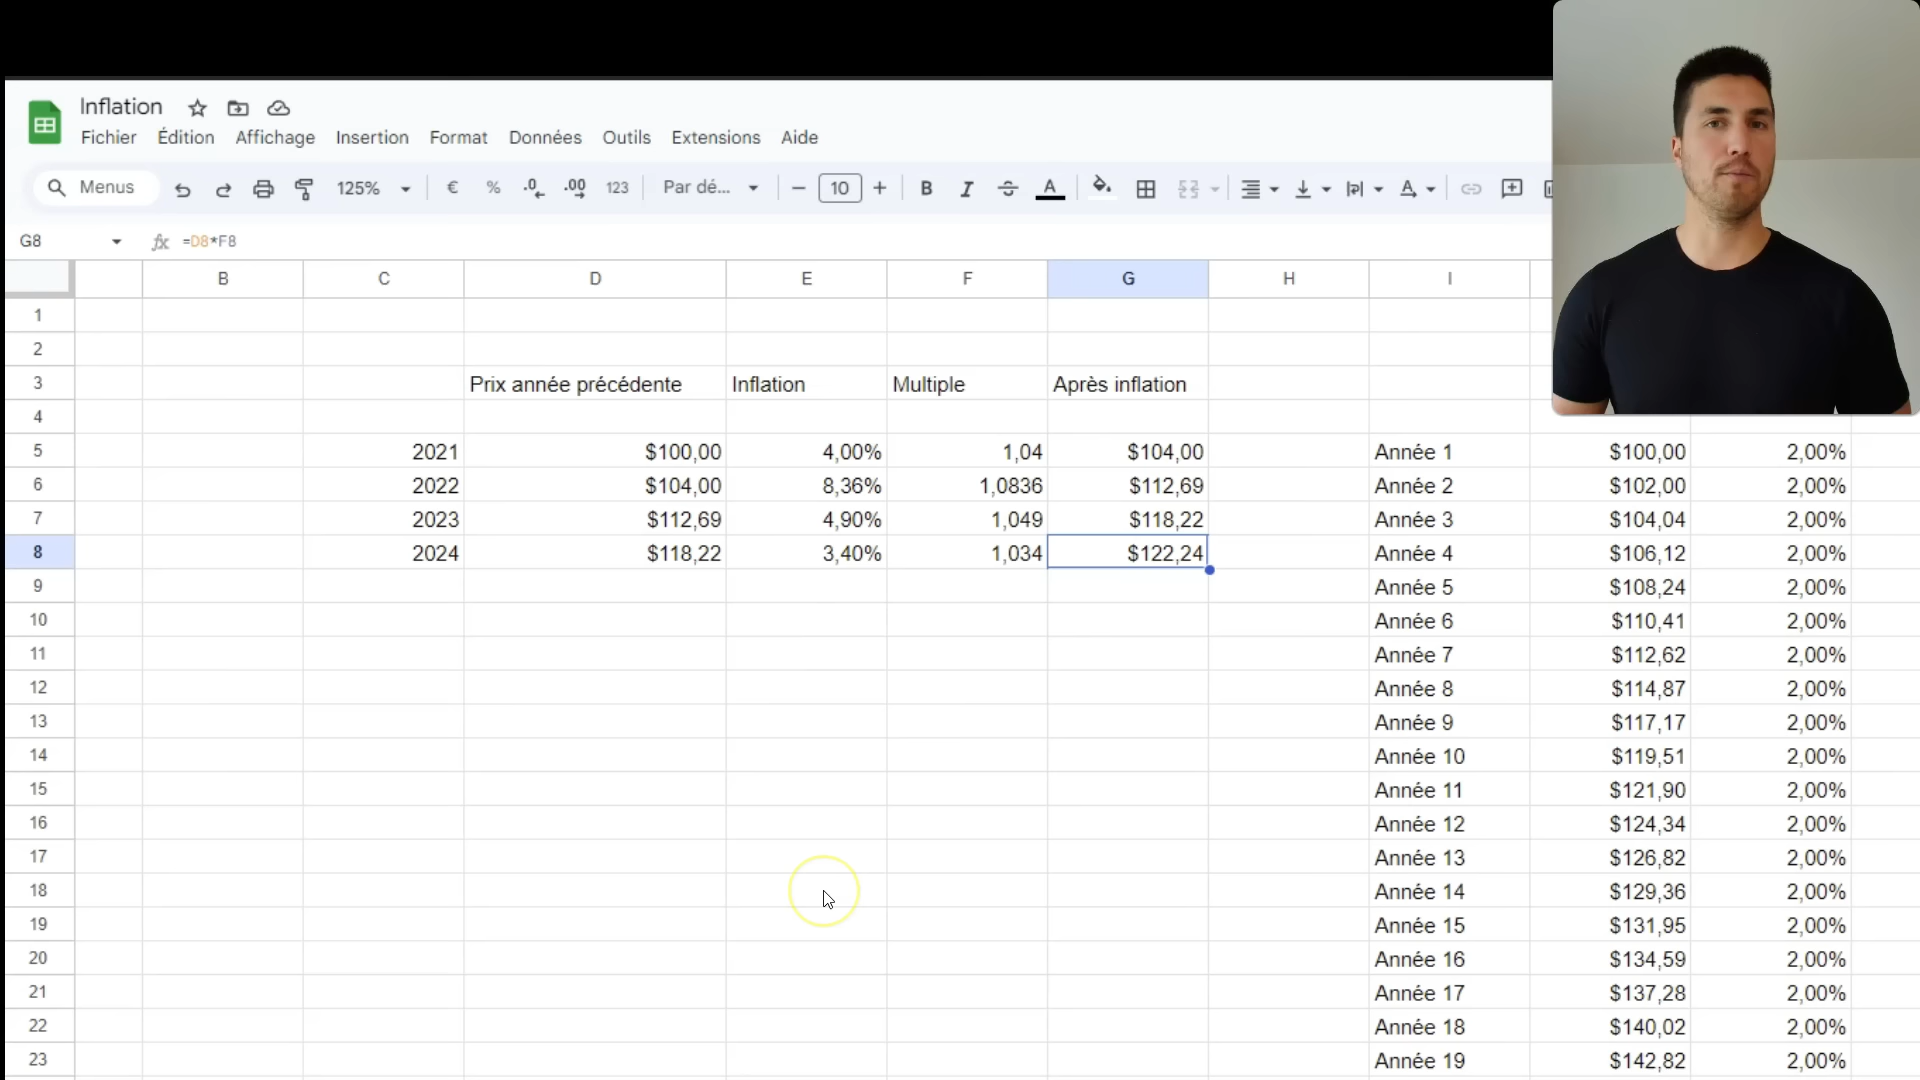 Inflation
Fichier Édition Affichage Insertion Format Données Outils Extensions Aide
Menus 125% € % .0 .00 123 Par dé... − 10 + B I S A
G8 fx =D8*F8
B C D E F G H I
1
2
3 Prix année précédente Inflation Multiple Après inflation
4
5 2021 $100,00 4,00% 1,04 $104,00 Année 1 $100,00 2,00%
6 2022 $104,00 8,36% 1,0836 $112,69 Année 2 $102,00 2,00%
7 2023 $112,69 4,90% 1,049 $118,22 Année 3 $104,04 2,00%
8 2024 $118,22 3,40% 1,034 $122,24 Année 4 $106,12 2,00%
9 Année 5 $108,24 2,00%
10 Année 6 $110,41 2,00%
11 Année 7 $112,62 2,00%
12 Année 8 $114,87 2,00%
13 Année 9 $117,17 2,00%
14 Année 10 $119,51 2,00%
15 Année 11 $121,90 2,00%
16 Année 12 $124,34 2,00%
17 Année 13 $126,82 2,00%
18 Année 14 $129,36 2,00%
19 Année 15 $131,95 2,00%
20 Année 16 $134,59 2,00%
21 Année 17 $137,28 2,00%
22 Année 18 $140,02 2,00%
23 Année 19 $142,82 2,00%